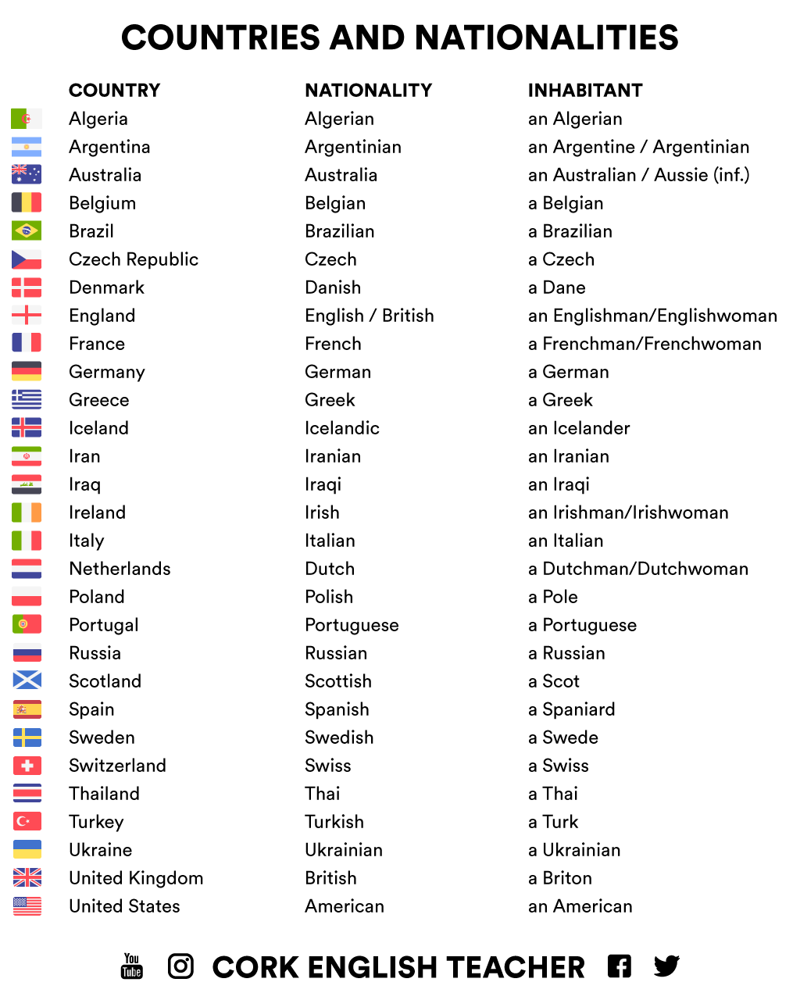 COUNTRIES AND NATIONALITIES
COUNTRY NATIONALITY INHABITANT
Algeria Algerian an Algerian
Argentina Argentinian an Argentine / Argentinian
Australia Australia an Australian / Aussie (inf.)
Belgium Belgian a Belgian
Brazil Brazilian a Brazilian
Czech Republic Czech a Czech
Denmark Danish a Dane
England English / British an Englishman/Englishwoman
France French a Frenchman/Frenchwoman
Germany German a German
Greece Greek a Greek
Iceland Icelandic an Icelander
Iran Iranian an Iranian
Iraq Iraqi an Iraqi
Ireland Irish an Irishman/Irishwoman
Italy Italian an Italian
Netherlands Dutch a Dutchman/Dutchwoman
Poland Polish a Pole
Portugal Portuguese a Portuguese
Russia Russian a Russian
Scotland Scottish a Scot
Spain Spanish a Spaniard
Sweden Swedish a Swede
Switzerland Swiss a Swiss
Thailand Thai a Thai
Turkey Turkish a Turk
Ukraine Ukrainian a Ukrainian
United Kingdom British a Briton
United States American an American
You Tube CORK ENGLISH TEACHER